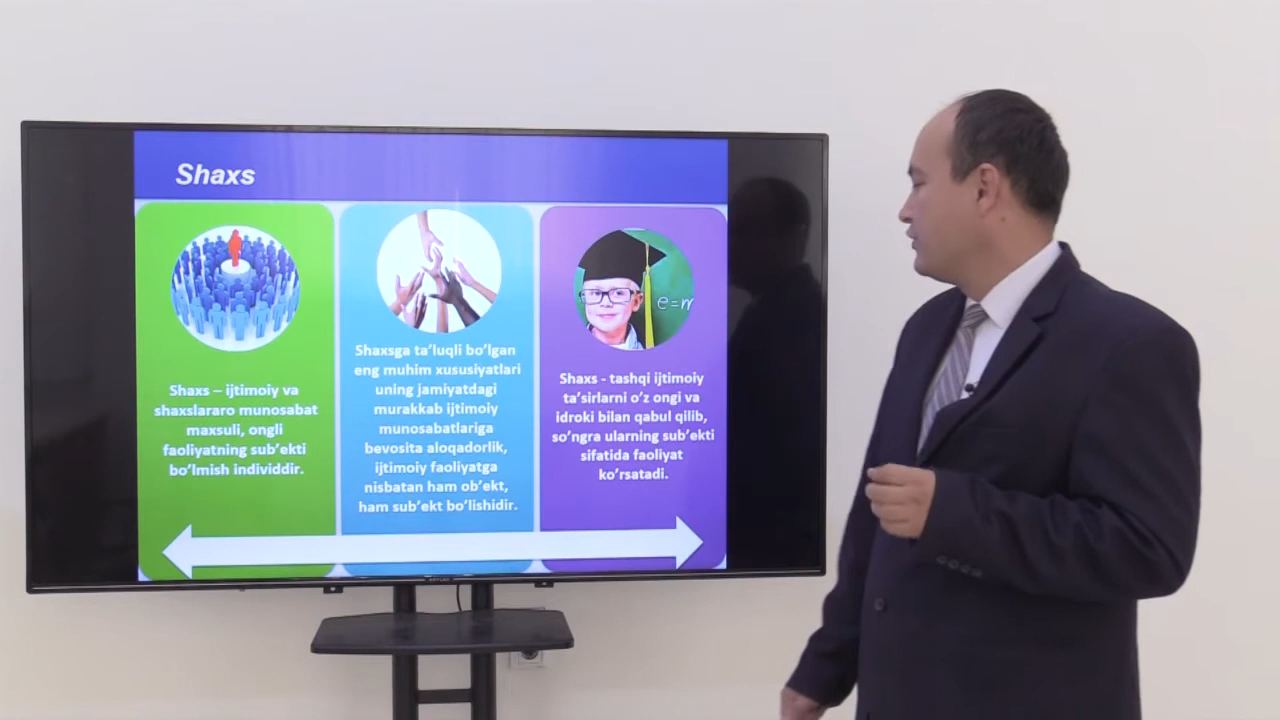 Shaxs
Shaxs – ijtimoiy va
shaxslararo munosabat
maxsuli, ongli
faoliyatning sub’ekti
bo’lmish individdir.
Shaxsga ta’luqli bo’lgan
eng muhim xususiyatlari
uning jamiyatdagi
murakkab ijtimoiy
munosabatlariga
bevosita aloqadorlik,
ijtimoiy faoliyatga
nisbatan ham ob’ekt,
ham sub’ekt bo’lishidir.
e=m
Shaxs - tashqi ijtimoiy
ta’sirlarni o’z ongi va
idroki bilan qabul qilib,
so’ngra ularning sub’ekti
sifatida faoliyat
ko’rsatadi.